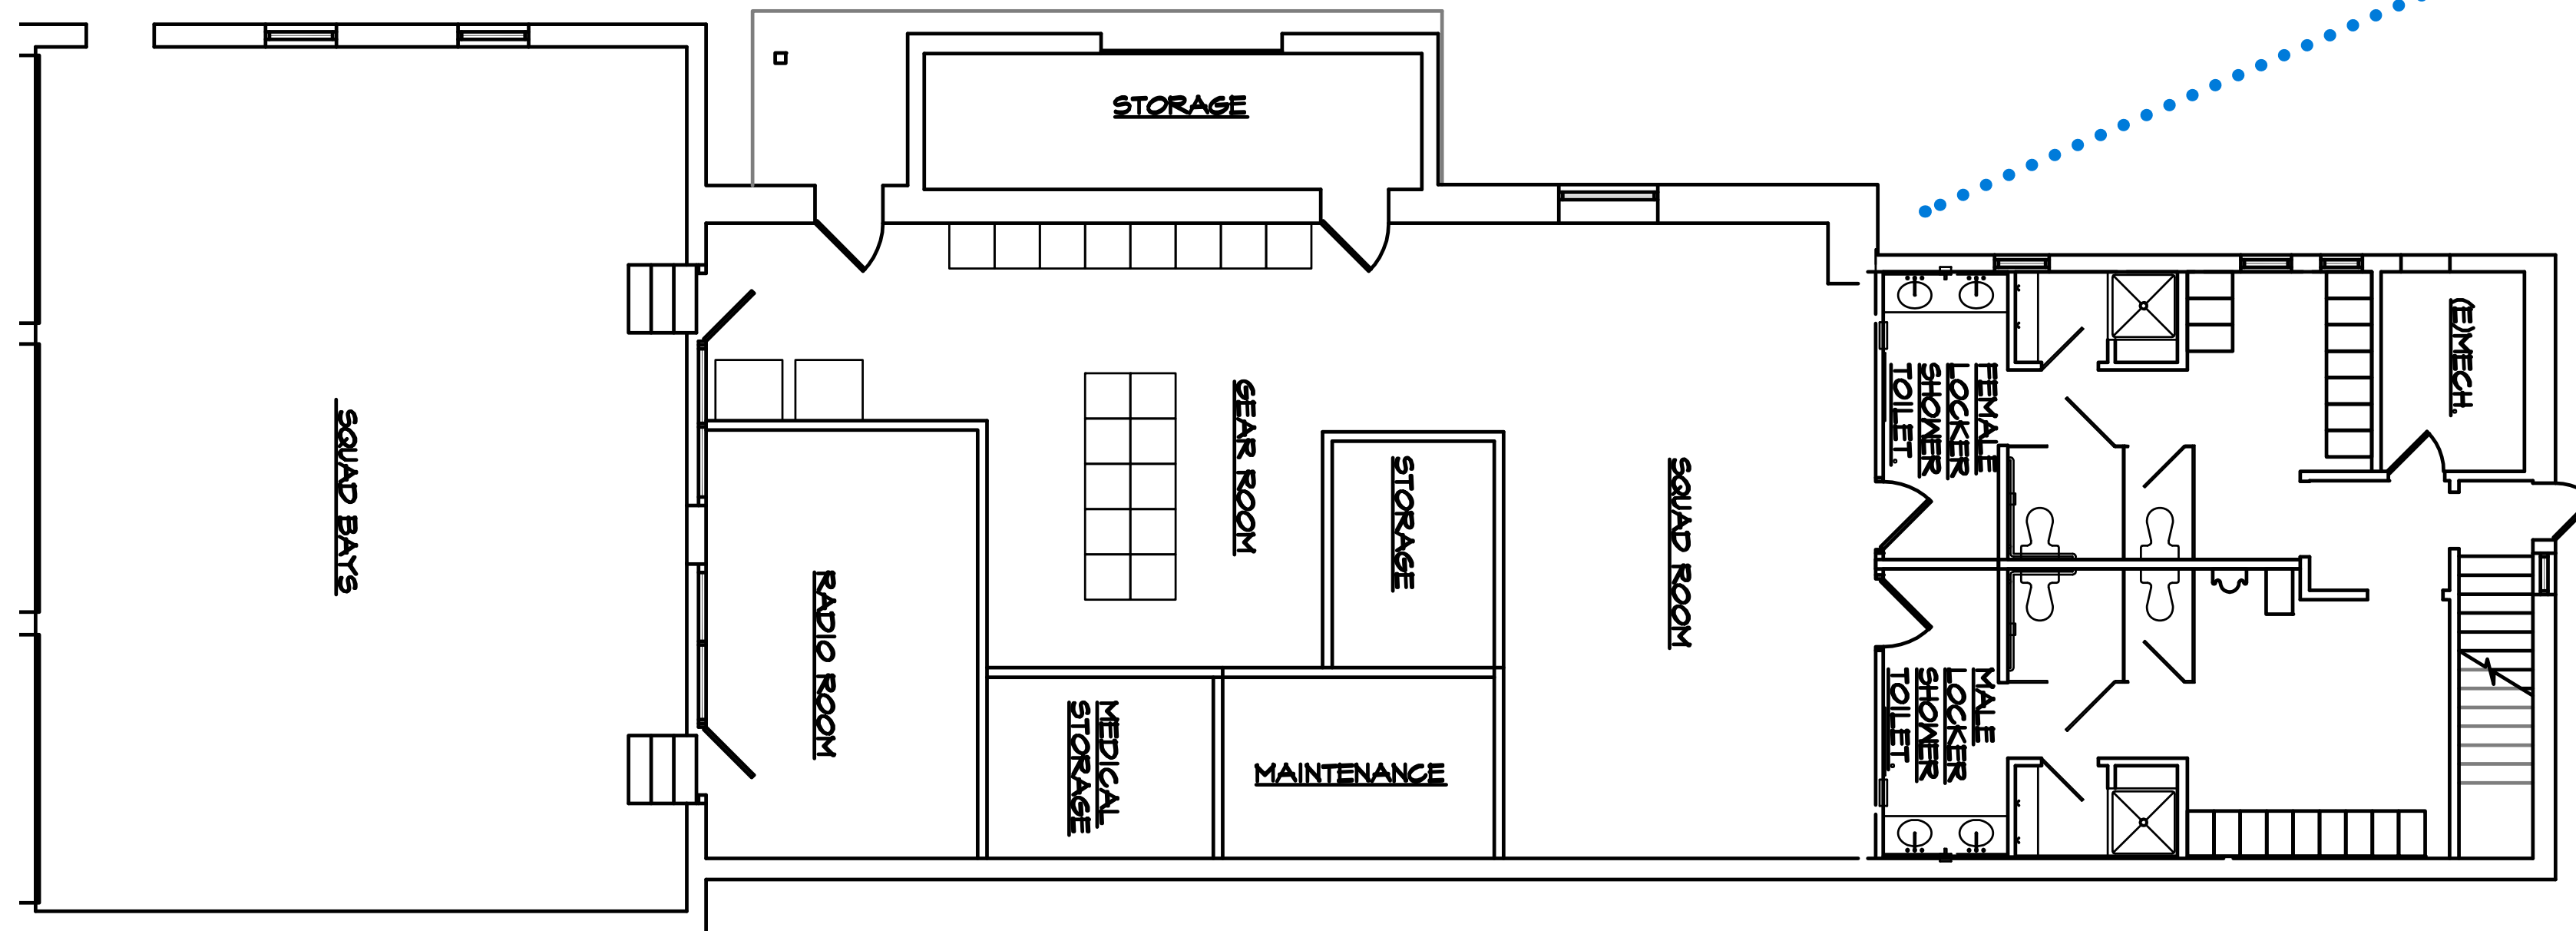 STORAGE
SQUAD BAYS
RADIO ROOM
GEAR ROOM
STORAGE
SQUAD ROOM
MEDICAL
STORAGE
MAINTENANCE
FEMALE
LOCKER
SHOWER
TOILET.
MALE
LOCKER
SHOWER
TOILET.
(E)MECH.